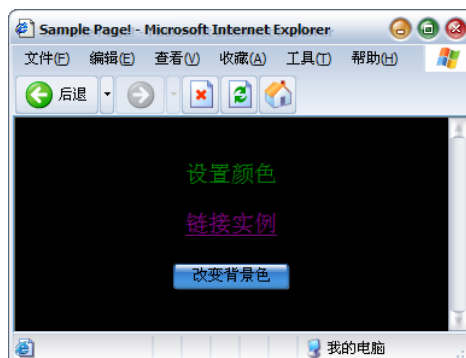 Sample Page! - Microsoft Internet Explorer
文件(F) 编辑(E) 查看(V) 收藏(A) 工具(T) 帮助(H)
后退
设置颜色
链接实例
改变背景色
我的电脑